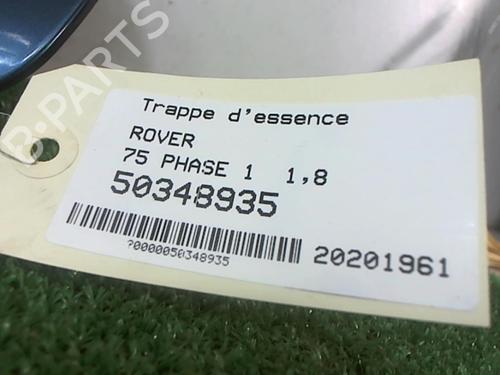 B-PARTS
Trappe d'essence
ROVER
75 PHASE 1 1,8
50348935
?0000050348935
20201961